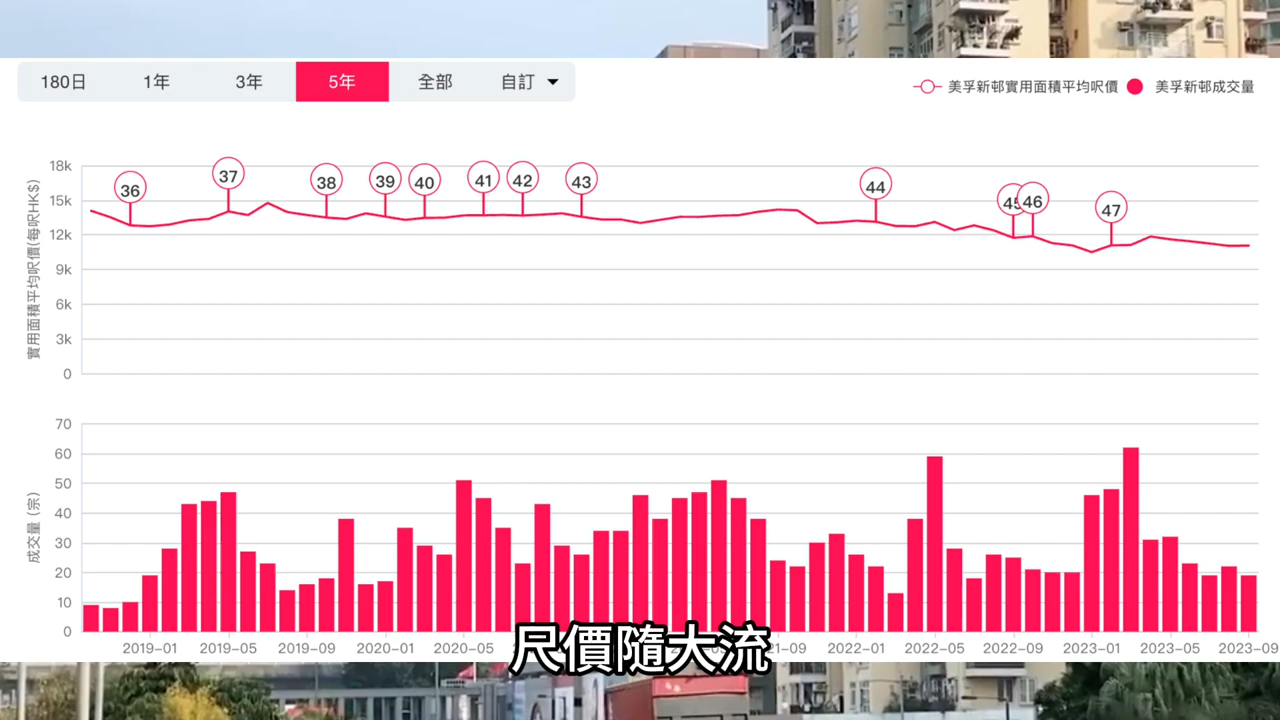 180日 1年 3年 5年 全部 自訂
美孚新邨實用面積平均呎價 美孚新邨成交量
實用面積平均呎價(每呎HK$)
18k
15k
12k
9k
6k
3k
0
36 37 38 39 40 41 42 43 44 45 46 47
成交量 (宗)
70
60
50
40
30
20
10
0
2019-01 2019-05 2019-09 2020-01 2020-05 2022-01 2022-05 2022-09 2023-01 2023-05 2023-09
尺價隨大流